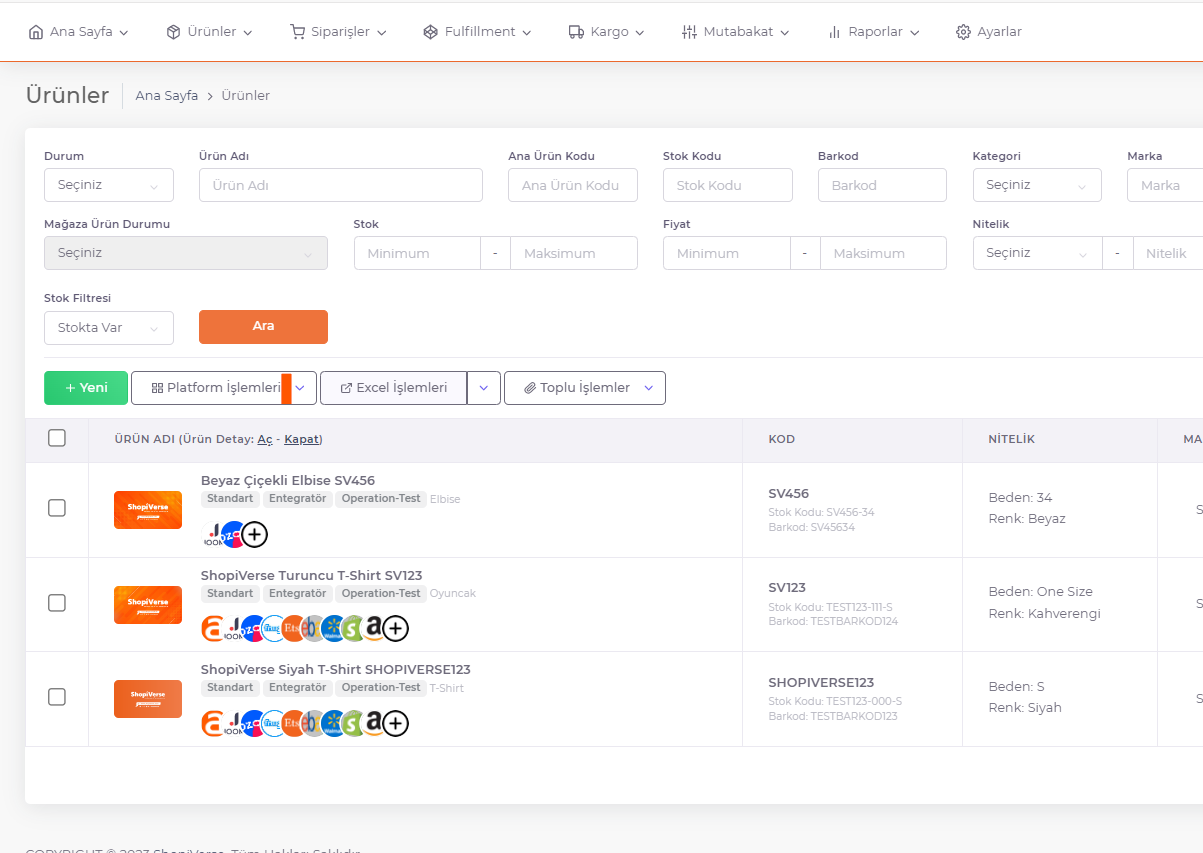 Ana Sayfa Ürünler Siparişler Fulfillment Kargo Mutabakat Raporlar Ayarlar
Ürünler Ana Sayfa > Ürünler
Durum Ürün Adı Ana Ürün Kodu Stok Kodu Barkod Kategori Marka
Seçiniz Ürün Adı Ana Ürün Kodu Stok Kodu Barkod Seçiniz Marka
Mağaza Ürün Durumu Stok Fiyat Nitelik
Seçiniz Minimum - Maksimum Minimum - Maksimum Seçiniz - Nitelik
Stok Filtresi
Stokta Var Ara
+ Yeni Platform İşlemleri Excel İşlemleri Toplu İşlemler
ÜRÜN ADI (Ürün Detay: Aç - Kapat) KOD NİTELİK MA
Beyaz Çiçekli Elbise SV456
Standart Entegratör Operation-Test Elbise
ShopiVerse
SV456
Stok Kodu: SV456-34
Barkod: SV45634
Beden: 34
Renk: Beyaz
S
ShopiVerse Turuncu T-Shirt SV123
Standart Entegratör Operation-Test Oyuncak
ShopiVerse
SV123
Stok Kodu: TEST123-111-S
Barkod: TESTBARKOD124
Beden: One Size
Renk: Kahverengi
S
ShopiVerse Siyah T-Shirt SHOPIVERSE123
Standart Entegratör Operation-Test T-Shirt
ShopiVerse
SHOPIVERSE123
Stok Kodu: TEST123-000-S
Barkod: TESTBARKOD123
Beden: S
Renk: Siyah
S
COPYRIGHT © 2023 ShopiVerse, Tüm Hakları Saklıdır